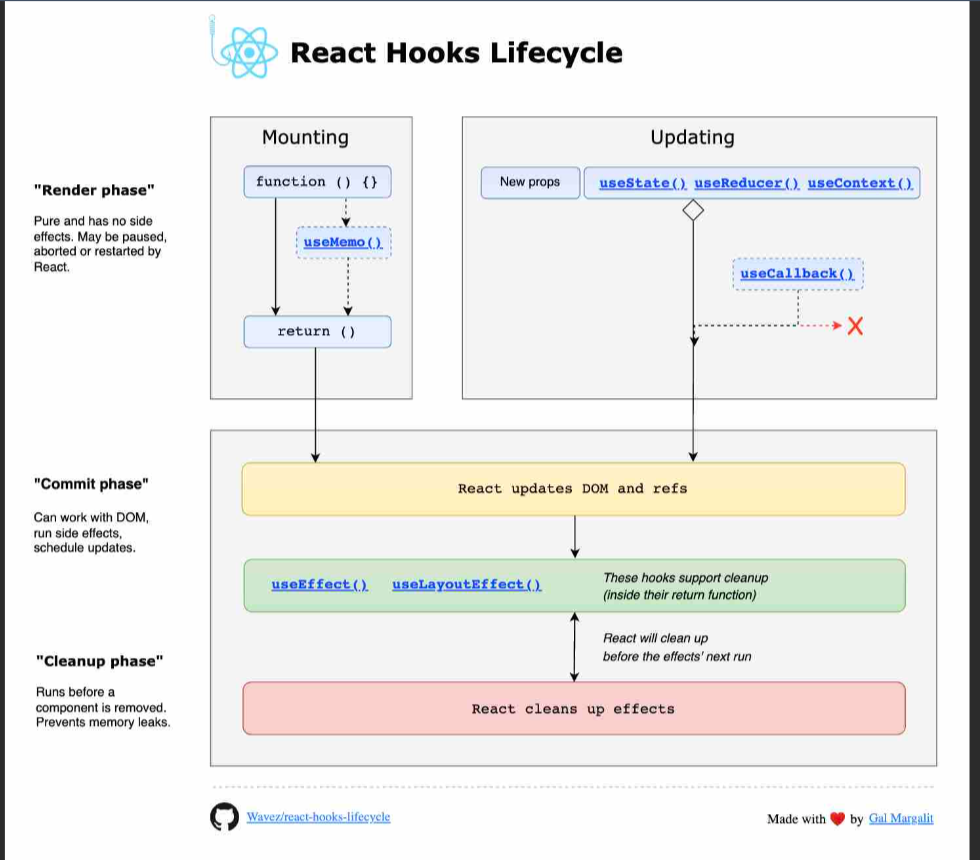 React Hooks Lifecycle
Mounting
function () {}
useMemo()
return ()
Updating
New props
useState() useReducer() useContext()
useCallback()
X
"Render phase"
Pure and has no side
effects. May be paused,
aborted or restarted by
React.
"Commit phase"
Can work with DOM,
run side effects,
schedule updates.
React updates DOM and refs
useEffect() useLayoutEffect()
These hooks support cleanup
(inside their return function)
React will clean up
before the effects' next run
"Cleanup phase"
Runs before a
component is removed.
Prevents memory leaks.
React cleans up effects
Wavez/react-hooks-lifecycle
Made with ❤️ by Gal Margalit